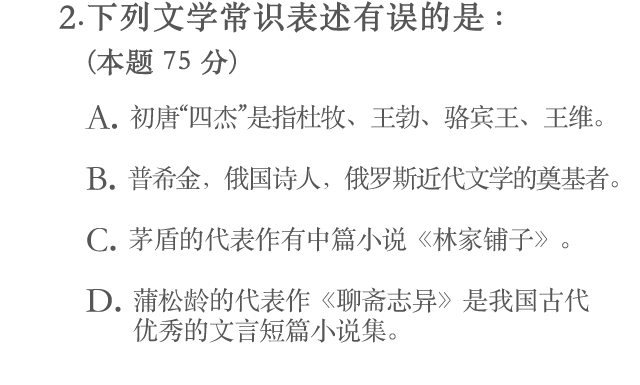 2.下列文学常识表述有误的是：
(本题 75 分)
A. 初唐“四杰”是指杜牧、王勃、骆宾王、王维。
B. 普希金，俄国诗人，俄罗斯近代文学的奠基者。
C. 茅盾的代表作有中篇小说《林家铺子》。
D. 蒲松龄的代表作《聊斋志异》是我国古代
优秀的文言短篇小说集。